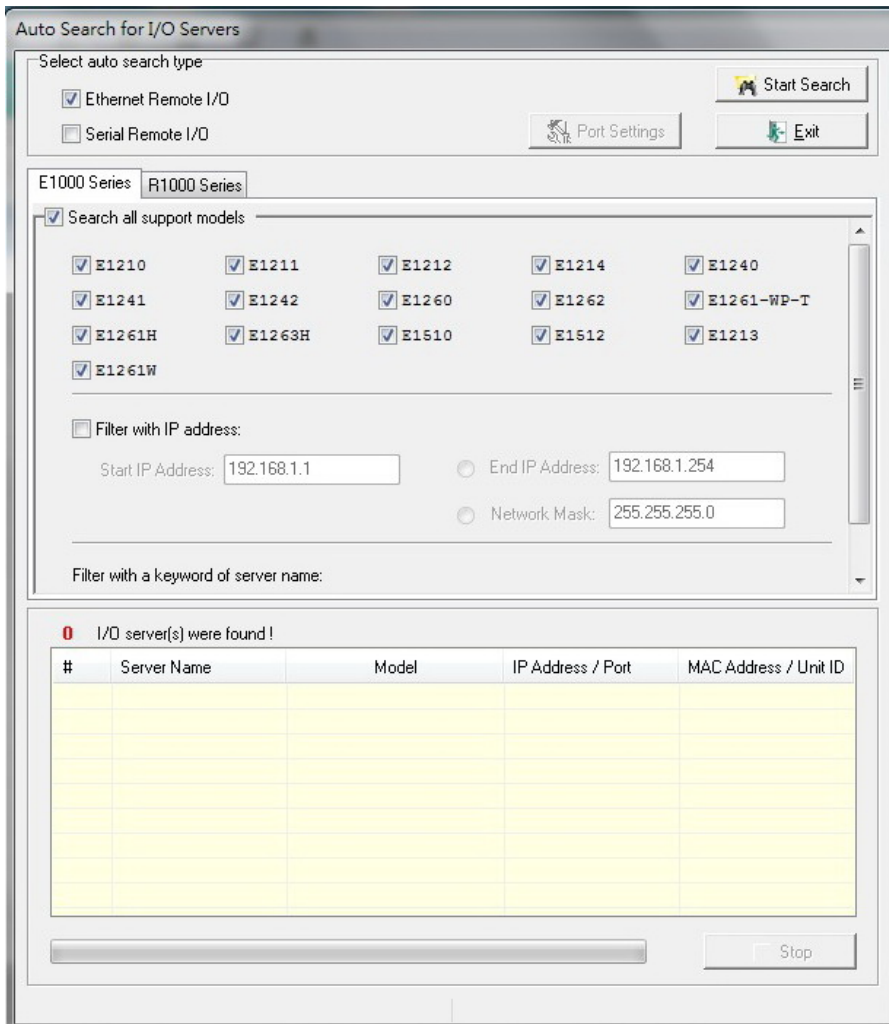 Auto Search for I/O Servers
Select auto search type
Ethernet Remote I/O
Start Search
Serial Remote I/O
Port Settings
Exit
E1000 Series
R1000 Series
Search all support models
E1210 E1211 E1212 E1214 E1240
E1241 E1242 E1260 E1262 E1261-WP-T
E1261H E1263H E1510 E1512 E1213
E1261W
Filter with IP address:
Start IP Address: 192.168.1.1
End IP Address: 192.168.1.254
Network Mask: 255.255.255.0
Filter with a keyword of server name:
0 I/O server(s) were found !
# Server Name Model IP Address / Port MAC Address / Unit ID
Stop